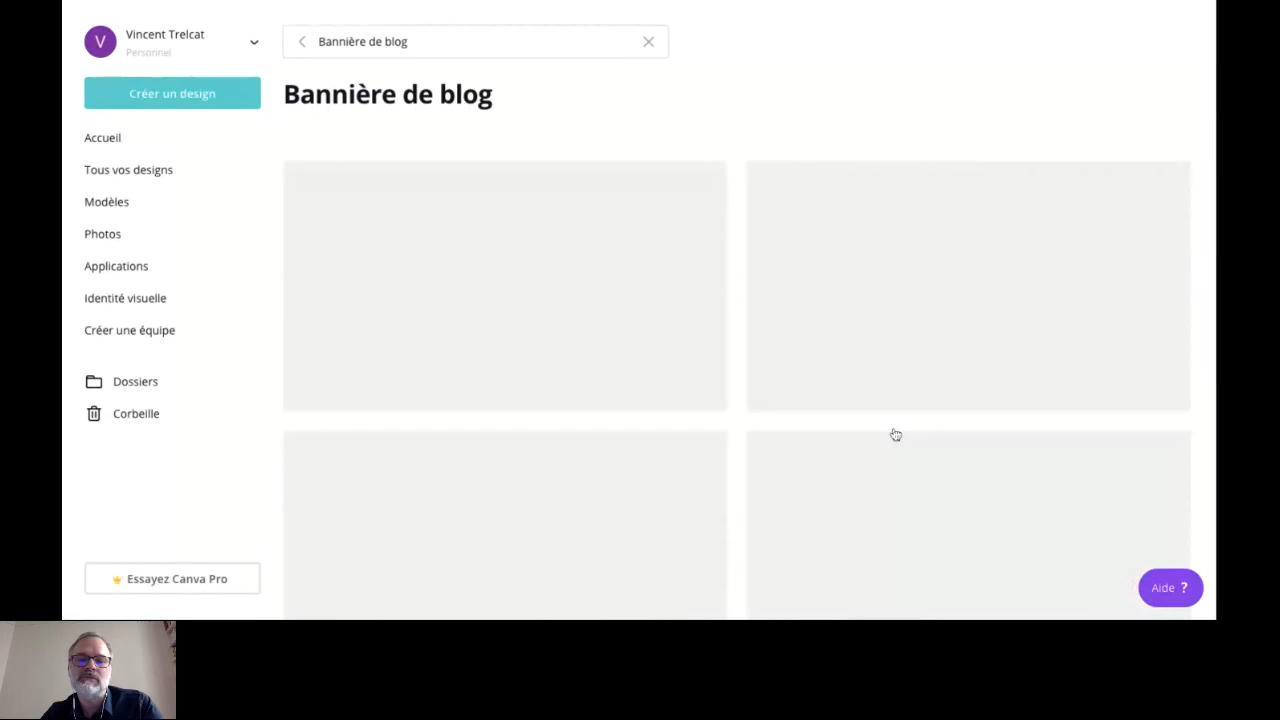 V
Vincent Trelcat
Personnel
Créer un design
Accueil
Tous vos designs
Modèles
Photos
Applications
Identité visuelle
Créer une équipe
Dossiers
Corbeille
Essayez Canva Pro
Bannière de blog
Bannière de blog
Aide ?